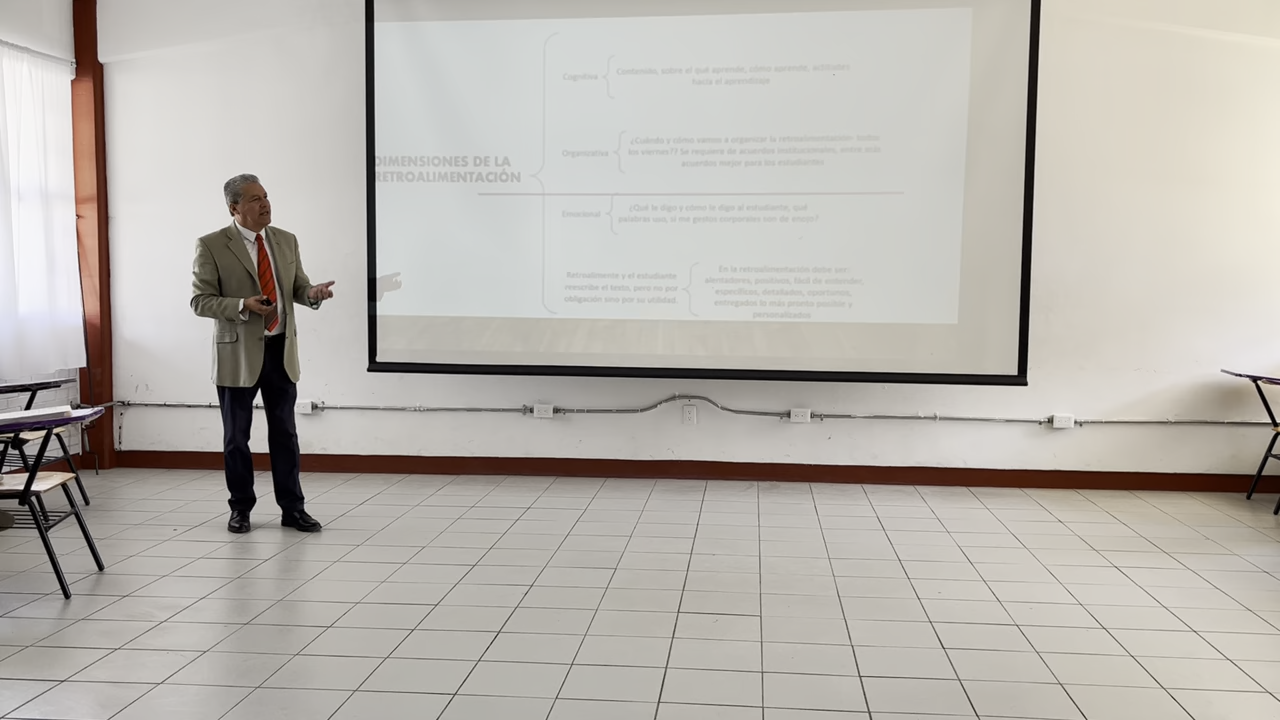 Cognitiva
Contenido, sobre el qué aprende, cómo aprende, actitudes
hacia el aprendizaje
DIMENSIONES DE LA
RETROALIMENTACIÓN
Organizativa
¿Cuándo y cómo vamos a organizar la retroalimentación todos
los viernes?? Se requiere de acuerdos institucionales, entre más
acuerdos mejor para los estudiantes
Emocional
¿Qué le digo y cómo le digo al estudiante, qué
palabras uso, si me gestos corporales son de enojo?
Retroalimente y el estudiante
reescribe el texto, pero no por
obligación sino por su utilidad.
En la retroalimentación debe ser:
alentadores, positivos, fácil de entender,
específicos, detallados, oportunos,
entregados lo más pronto posible y
personalizados